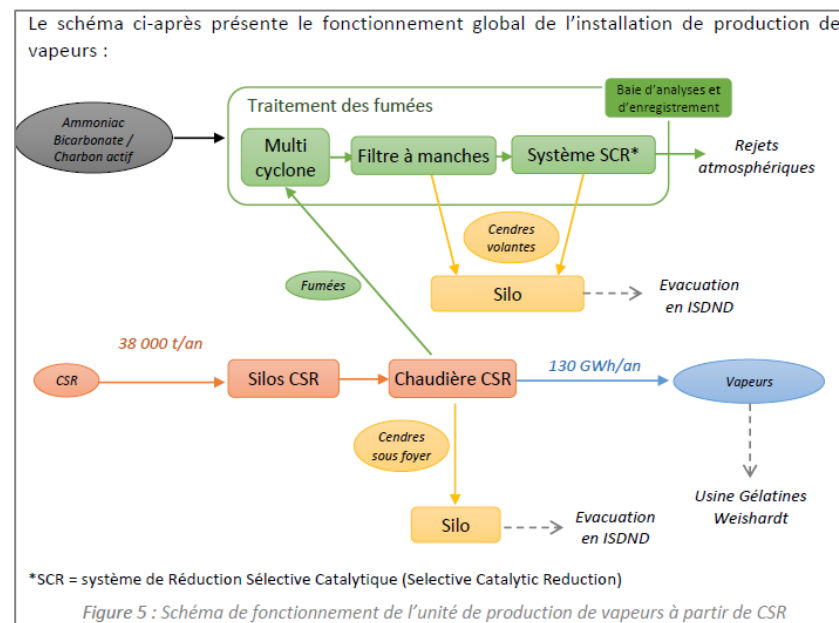 Le schéma ci-après présente le fonctionnement global de l'installation de production de
vapeurs :
Baie d'analyses et
d'enregistrement
Traitement des fumées
Ammoniac
Bicarbonate /
Charbon actif
Multi
cyclone
Filtre à manches
Système SCR*
Rejets
atmosphériques
Cendres
volantes
Fumées
Silo
Evacuation
en ISDND
38 000 t/an
130 GWh/an
CSR
Silos CSR
Chaudière CSR
Vapeurs
Cendres
sous foyer
Usine Gélatines
Weishardt
Silo
Evacuation
en ISDND
*SCR = système de Réduction Sélective Catalytique (Selective Catalytic Reduction)
Figure 5 : Schéma de fonctionnement de l'unité de production de vapeurs à partir de CSR